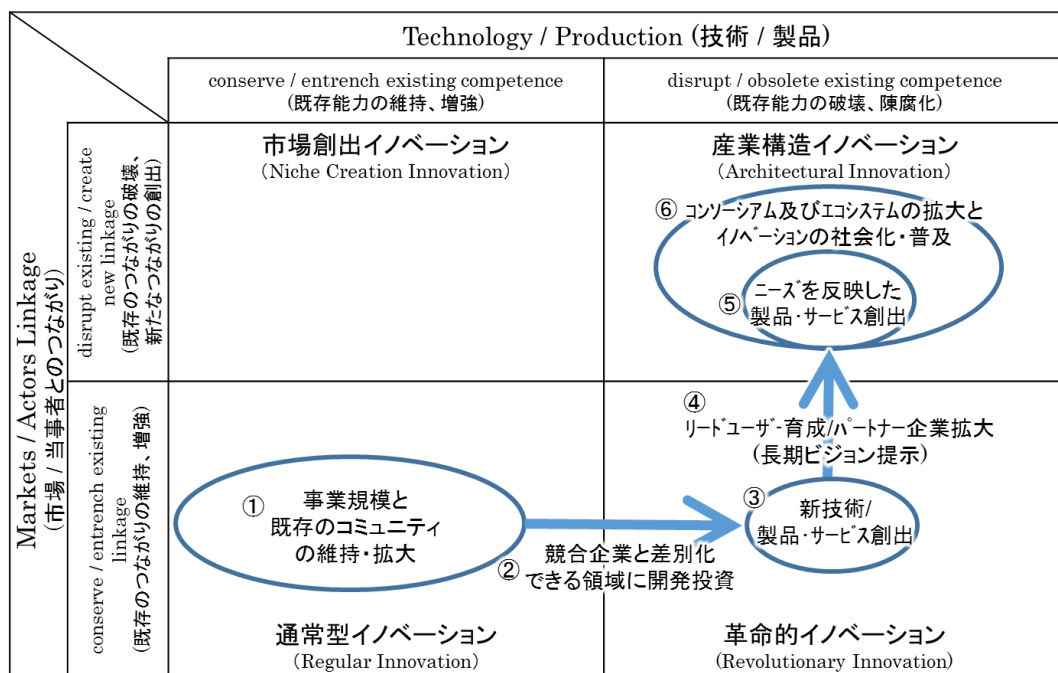 Technology / Production (技術 / 製品)
conserve / entrench existing competence
(既存能力の維持、増強)
disrupt / obsolete existing competence
(既存能力の破壊、陳腐化)
Markets / Actors Linkage
(市場 / 当事者とのつながり)
disrupt existing / create
new linkage
(既存のつながりの破壊、
新たなつながりの創出)
市場創出イノベーション
(Niche Creation Innovation)
産業構造イノベーション
(Architectural Innovation)
⑥ コンソーシアム及びエコシステムの拡大と
イノベーションの社会化・普及
⑤ ニーズを反映した
製品・サービス創出
conserve / entrench existing
linkage
(既存のつながりの維持、増強)
④
リードユーザ-育成/パートナー企業拡大
(長期ビジョン提示)
① 事業規模と
既存のコミュニティ
の維持・拡大
② 競合企業と差別化
できる領域に開発投資
③ 新技術/
製品・サービス創出
通常型イノベーション
(Regular Innovation)
革命的イノベーション
(Revolutionary Innovation)